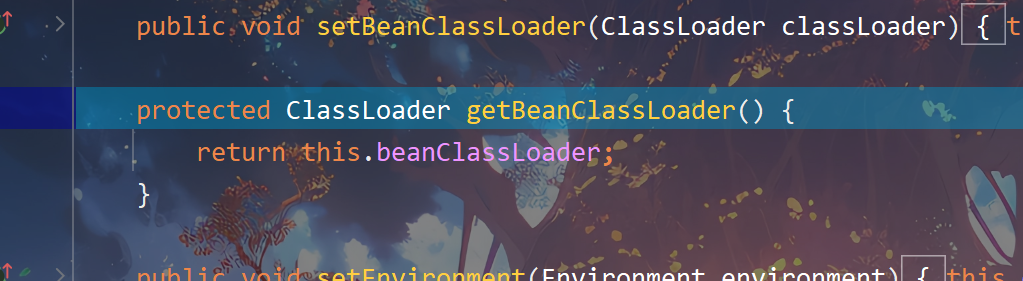 public void setBeanClassLoader(ClassLoader classLoader) { t
protected ClassLoader getBeanClassLoader() {
return this.beanClassLoader;
}
public void setEnvironment(Environment environment) { this